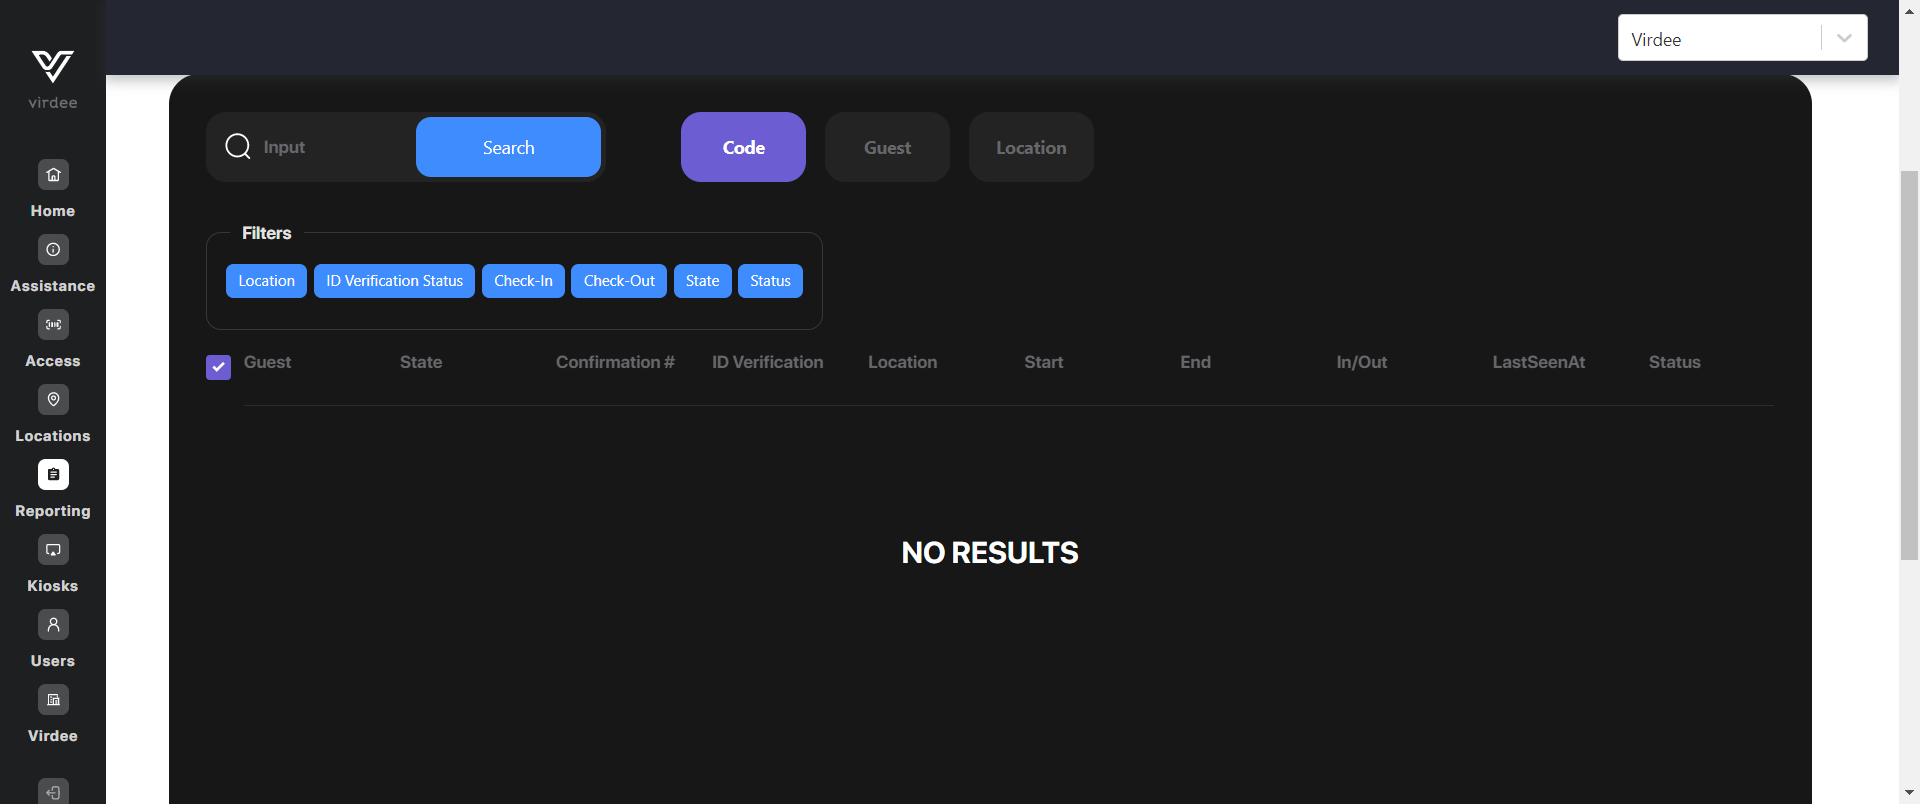 virdee
Home
Assistance
Access
Locations
Reporting
Kiosks
Users
Virdee
Virdee
Input
Search
Code
Guest
Location
Filters
Location
ID Verification Status
Check-In
Check-Out
State
Status
Guest
State
Confirmation #
ID Verification
Location
Start
End
In/Out
LastSeenAt
Status
NO RESULTS